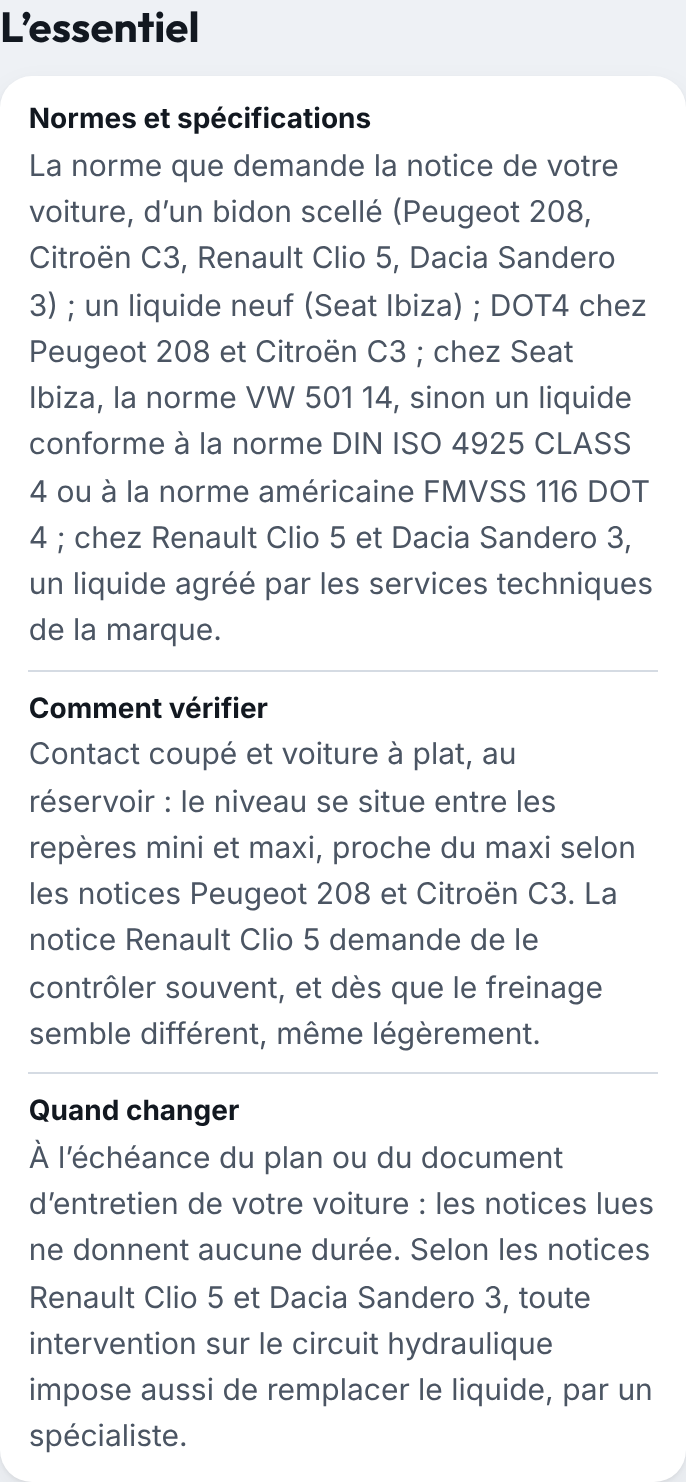 L’essentiel
Normes et spécifications
La norme que demande la notice de votre
voiture, d’un bidon scellé (Peugeot 208,
Citroën C3, Renault Clio 5, Dacia Sandero
3) ; un liquide neuf (Seat Ibiza) ; DOT4 chez
Peugeot 208 et Citroën C3 ; chez Seat
Ibiza, la norme VW 501 14, sinon un liquide
conforme à la norme DIN ISO 4925 CLASS
4 ou à la norme américaine FMVSS 116 DOT
4 ; chez Renault Clio 5 et Dacia Sandero 3,
un liquide agréé par les services techniques
de la marque.
Comment vérifier
Contact coupé et voiture à plat, au
réservoir : le niveau se situe entre les
repères mini et maxi, proche du maxi selon
les notices Peugeot 208 et Citroën C3. La
notice Renault Clio 5 demande de le
contrôler souvent, et dès que le freinage
semble différent, même légèrement.
Quand changer
À l’échéance du plan ou du document
d’entretien de votre voiture : les notices lues
ne donnent aucune durée. Selon les notices
Renault Clio 5 et Dacia Sandero 3, toute
intervention sur le circuit hydraulique
impose aussi de remplacer le liquide, par un
spécialiste.